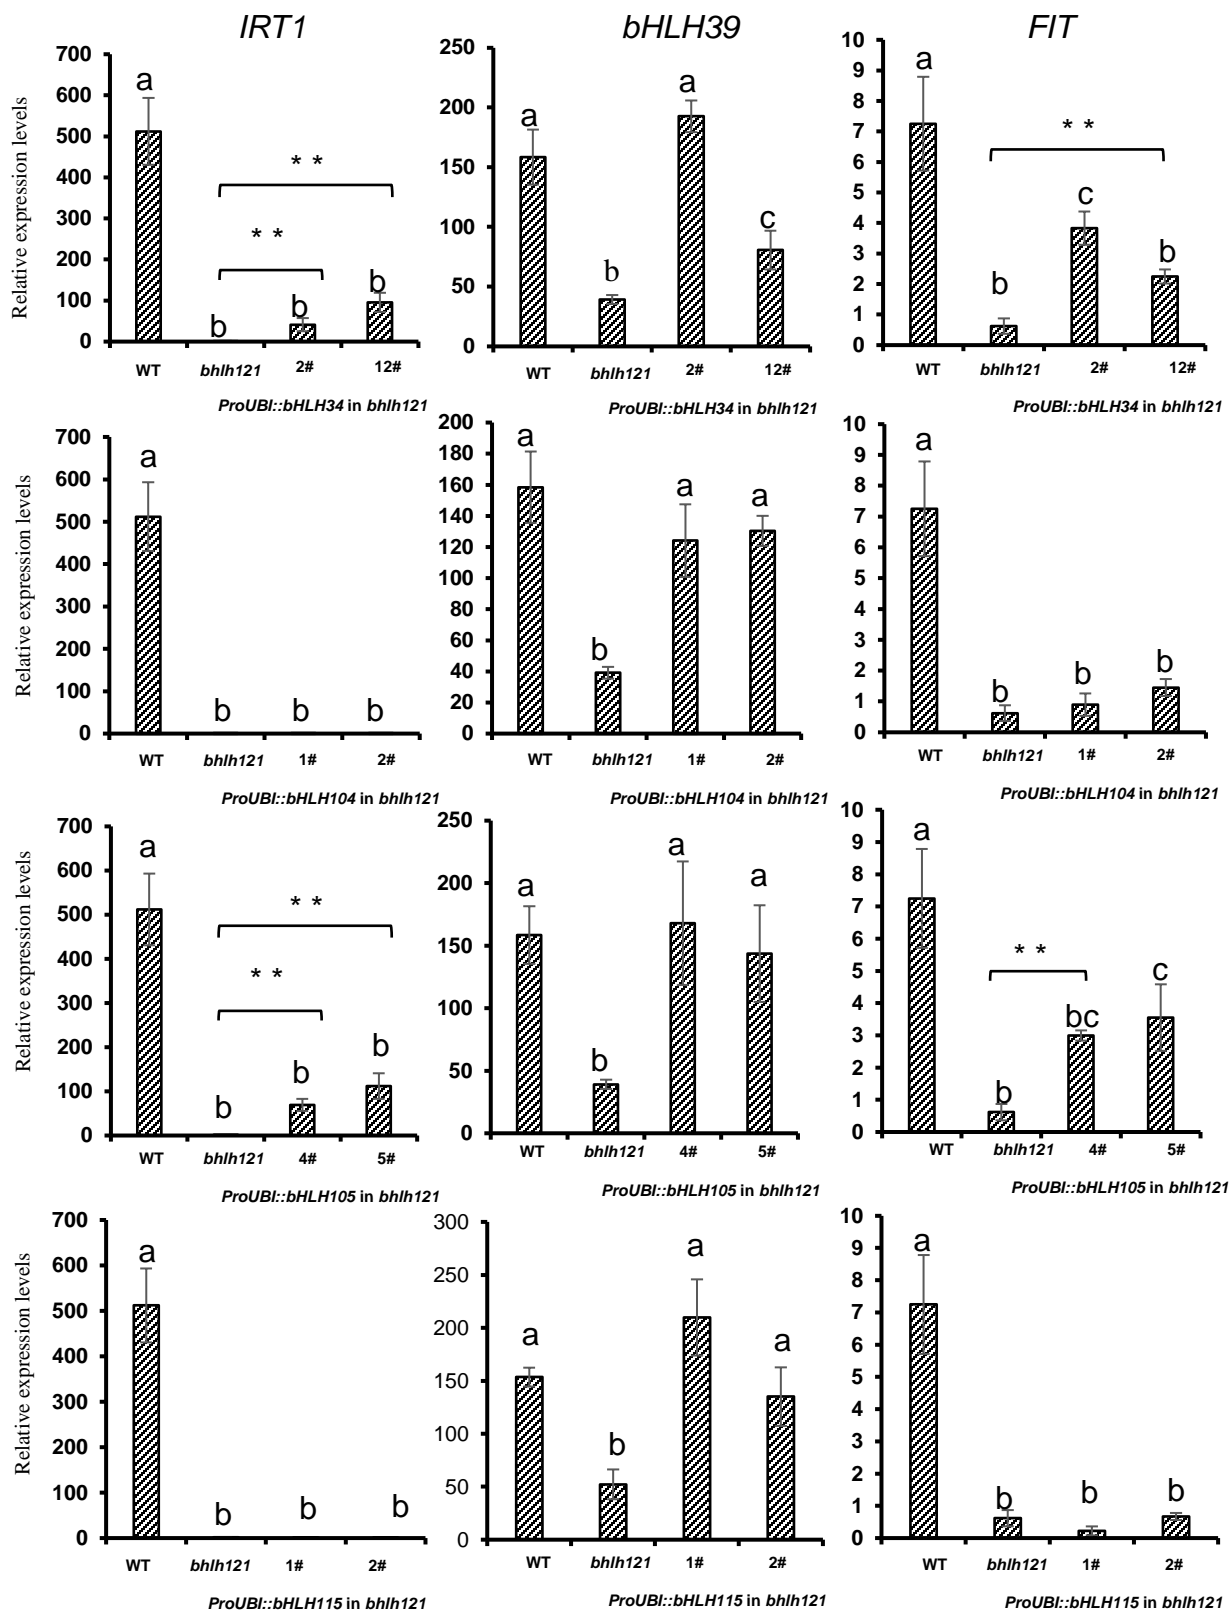 IRT1 bHLH39 FIT
Relative expression levels
700
600
500
400
300
200
100
0
a
b
b
b
* *
* *
WT bhlh121 2# 12#
ProUBI::bHLH34 in bhlh121
250
200
150
100
50
0
a
b
a
c
WT bhlh121 2# 12#
ProUBI::bHLH34 in bhlh121
10
9
8
7
6
5
4
3
2
1
0
a
b
c
b
* *
WT bhlh121 2# 12#
ProUBI::bHLH34 in bhlh121
Relative expression levels
700
600
500
400
300
200
100
0
a
b b b
WT bhlh121 1# 2#
ProUBI::bHLH104 in bhlh121
200
180
160
140
120
100
80
60
40
20
0
a
b
a
a
WT bhlh121 1# 2#
ProUBI::bHLH104 in bhlh121
10
9
8
7
6
5
4
3
2
1
0
a
b
b
b
WT bhlh121 1# 2#
ProUBI::bHLH104 in bhlh121
Relative expression levels
700
600
500
400
300
200
100
0
a
b
b
b
* *
* *
WT bhlh121 4# 5#
ProUBI::bHLH105 in bhlh121
250
200
150
100
50
0
a
b
a
a
WT bhlh121 4# 5#
ProUBI::bHLH105 in bhlh121
10
9
8
7
6
5
4
3
2
1
0
a
b
bc
c
* *
WT bhlh121 4# 5#
ProUBI::bHLH105 in bhlh121
Relative expression levels
700
600
500
400
300
200
100
0
a
b b b
WT bhlh121 1# 2#
ProUBI::bHLH115 in bhlh121
300
250
200
150
100
50
0
a
b
a
a
WT bhlh121 1# 2#
ProUBI::bHLH115 in bhlh121
10
9
8
7
6
5
4
3
2
1
0
a
b
b
b
WT bhlh121 1# 2#
ProUBI::bHLH115 in bhlh121